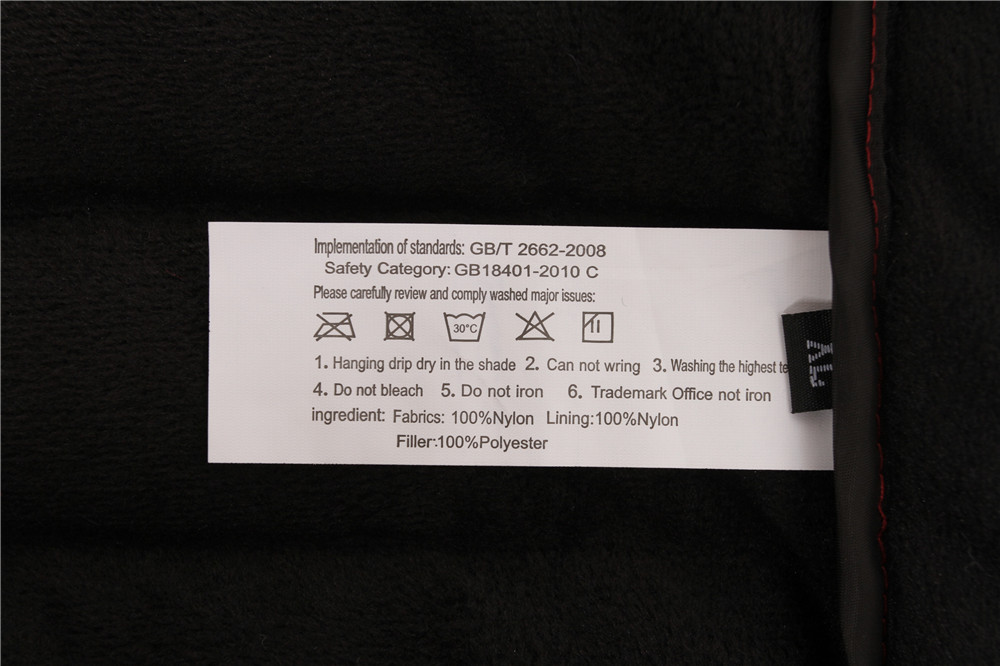 Implementation of standards: GB/T 2662-2008
Safety Category: GB18401-2010 C
Please carefully review and comply washed major issues:
30°C
1. Hanging drip dry in the shade 2. Can not wring 3. Washing the highest te
4. Do not bleach 5. Do not iron 6. Trademark Office not iron
ingredient: Fabrics: 100%Nylon Lining:100%Nylon
Filler:100%Polyester